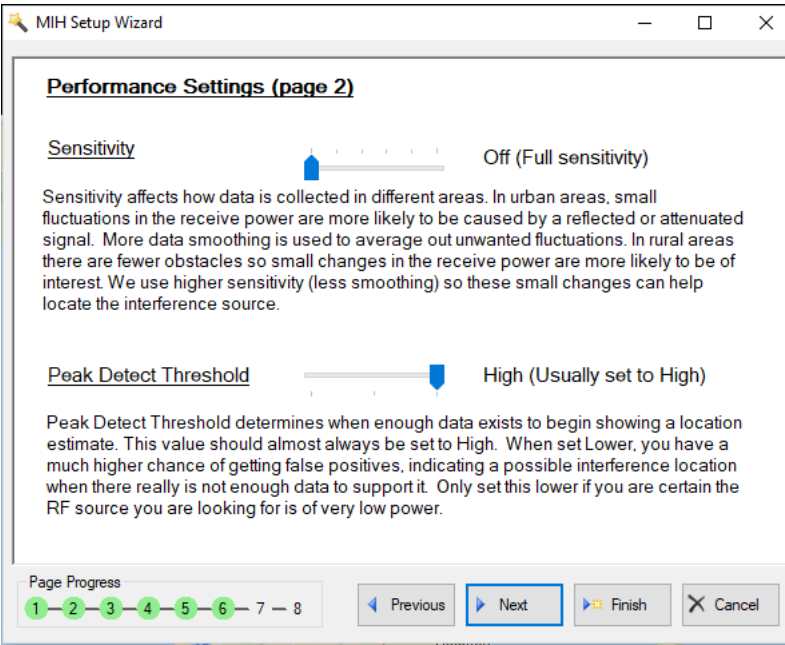 MIH Setup Wizard
Performance Settings (page 2)
Sensitivity
Off (Full sensitivity)
Sensitivity affects how data is collected in different areas. In urban areas, small
fluctuations in the receive power are more likely to be caused by a reflected or attenuated
signal.  More data smoothing is used to average out unwanted fluctuations. In rural areas
there are fewer obstacles so small changes in the receive power are more likely to be of
interest. We use higher sensitivity (less smoothing) so these small changes can help
locate the interference source.
Peak Detect Threshold
High (Usually set to High)
Peak Detect Threshold determines when enough data exists to begin showing a location
estimate. This value should almost always be set to High.  When set Lower, you have a
much higher chance of getting false positives, indicating a possible interference location
when there really is not enough data to support it.  Only set this lower if you are certain the
RF source you are looking for is of very low power.
Page Progress
1 2 3 4 5 6 7 8
Previous
Next
Finish
Cancel